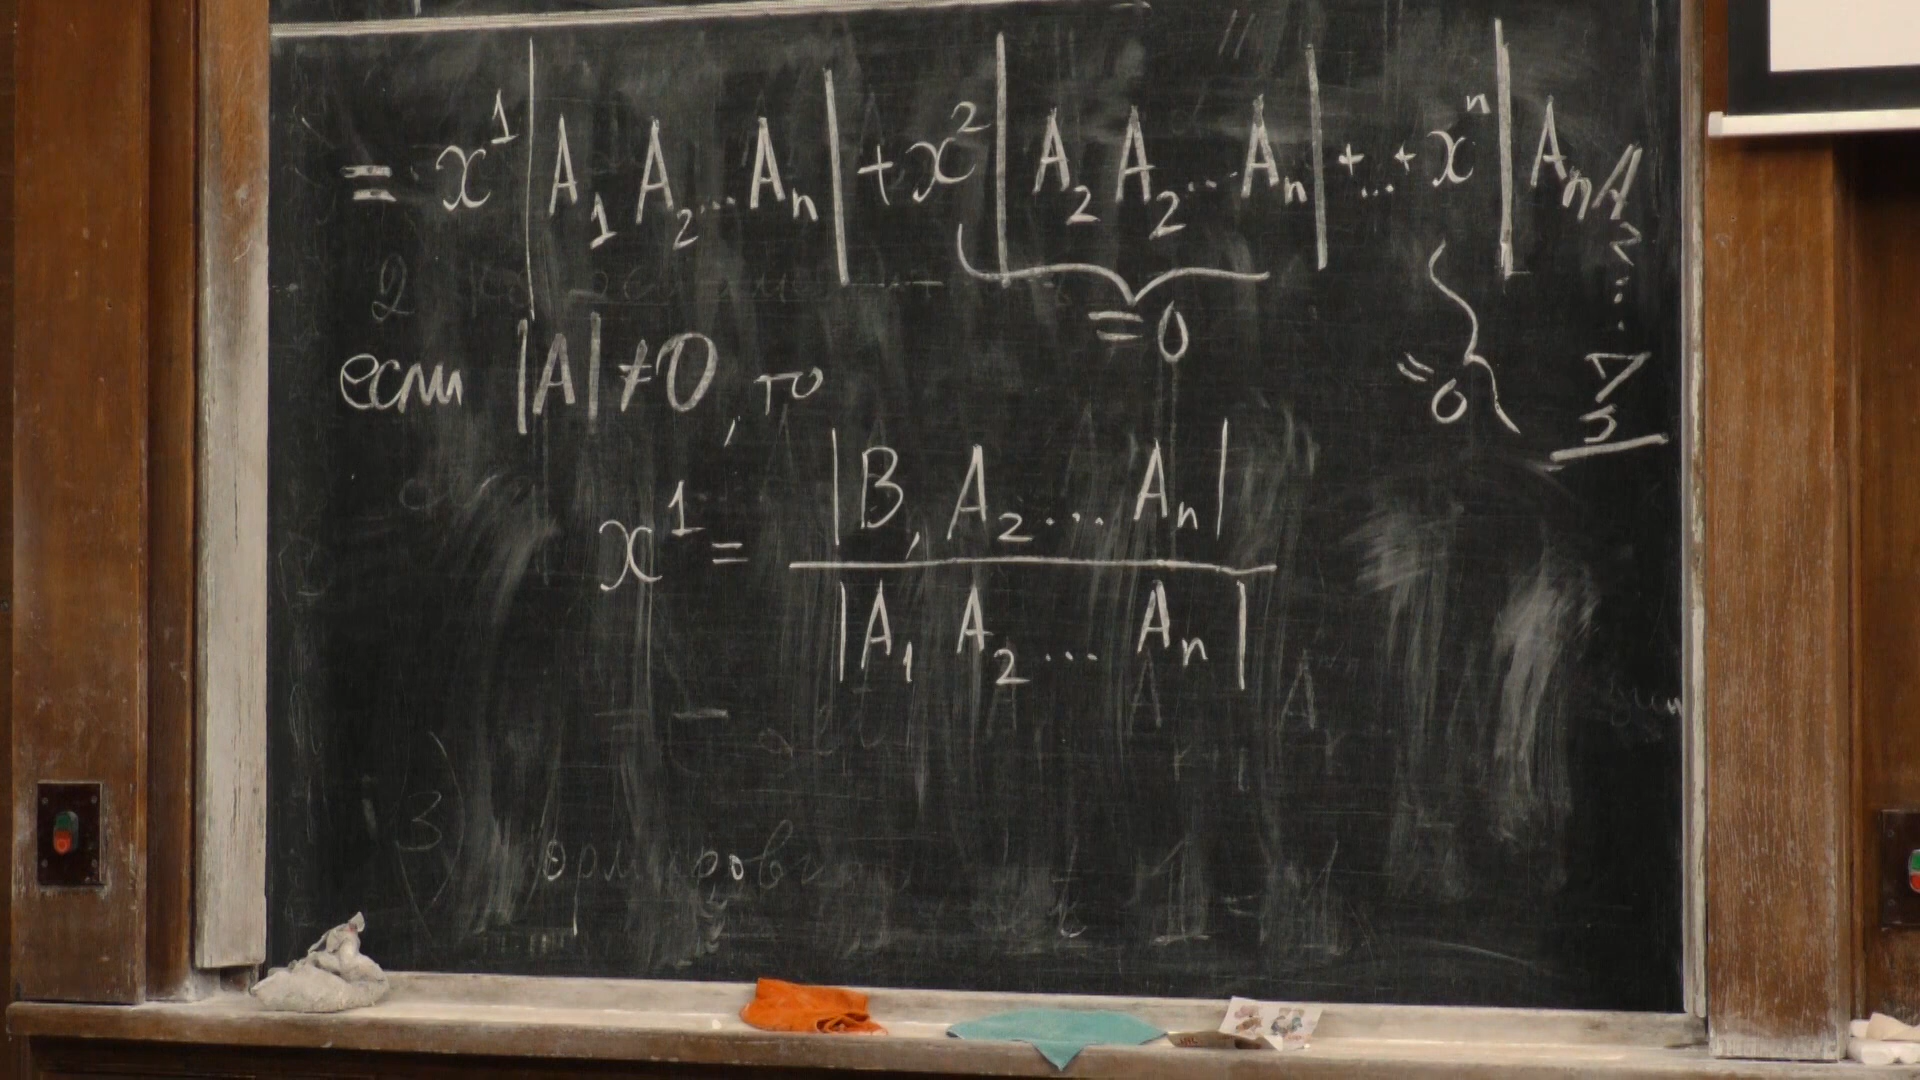 = x¹ |A₁ A₂ ... Aₙ| + x² |A₂ A₂ ... Aₙ| + ... + xⁿ |Aₙ A₂ ... Aₙ|
= 0
= 0
если |A| ≠ 0, то
x¹ = |B, A₂ ... Aₙ| / |A₁ A₂ ... Aₙ|